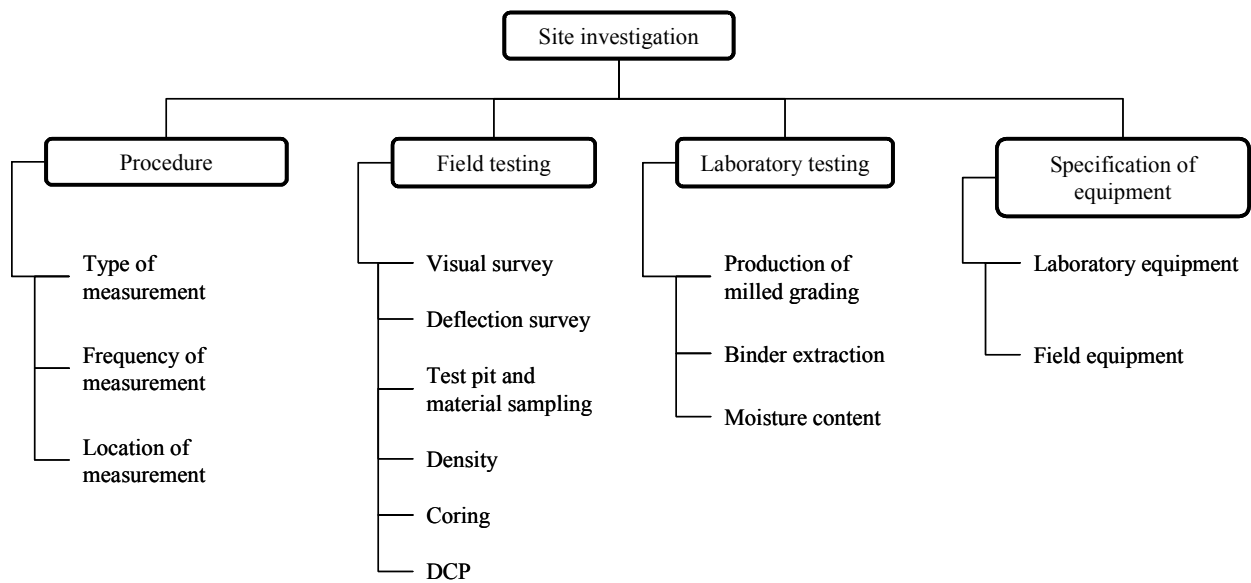 Site investigation
Procedure
Type of
measurement
Frequency of
measurement
Location of
measurement
Field testing
Visual survey
Deflection survey
Test pit and
material sampling
Density
Coring
DCP
Laboratory testing
Production of
milled grading
Binder extraction
Moisture content
Specification of
equipment
Laboratory equipment
Field equipment